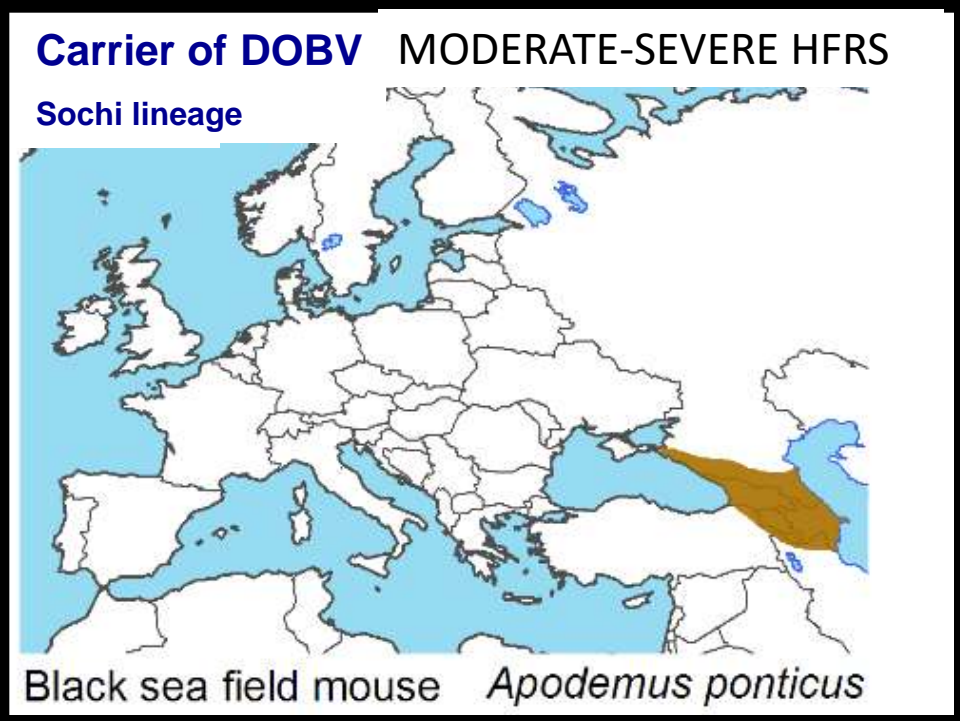 Carrier of DOBV MODERATE-SEVERE HFRS
Sochi lineage
Black sea field mouse Apodemus ponticus